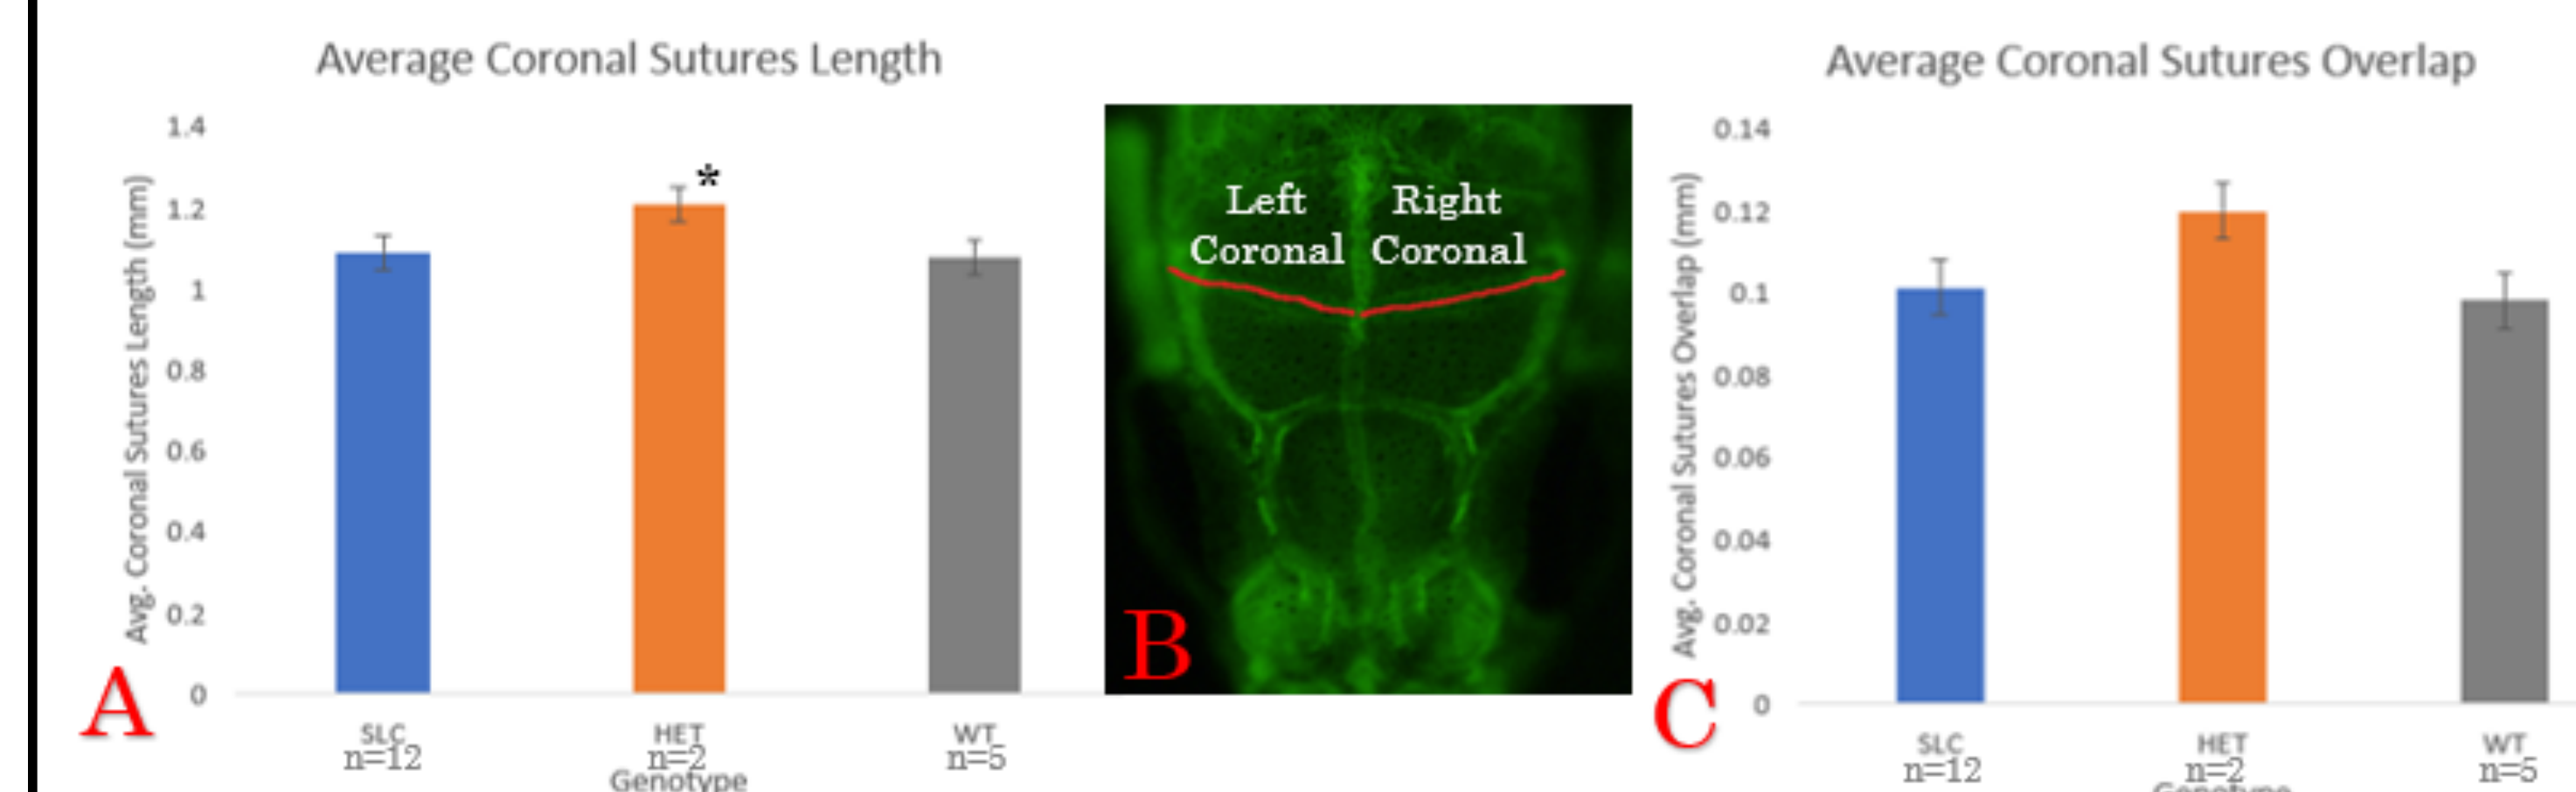 Average Coronal Sutures Length
Avg. Coronal Sutures Length (mm)
1.4
1.2
1
0.8
0.6
0.4
0.2
0
*
SLC
n=12
HET
n=2
WT
n=5
Genotype
A
Left
Coronal
Right
Coronal
B
Average Coronal Sutures Overlap
Avg. Coronal Sutures Overlap (mm)
0.14
0.12
0.1
0.08
0.06
0.04
0.02
0
SLC
n=12
HET
n=2
WT
n=5
Genotype
C